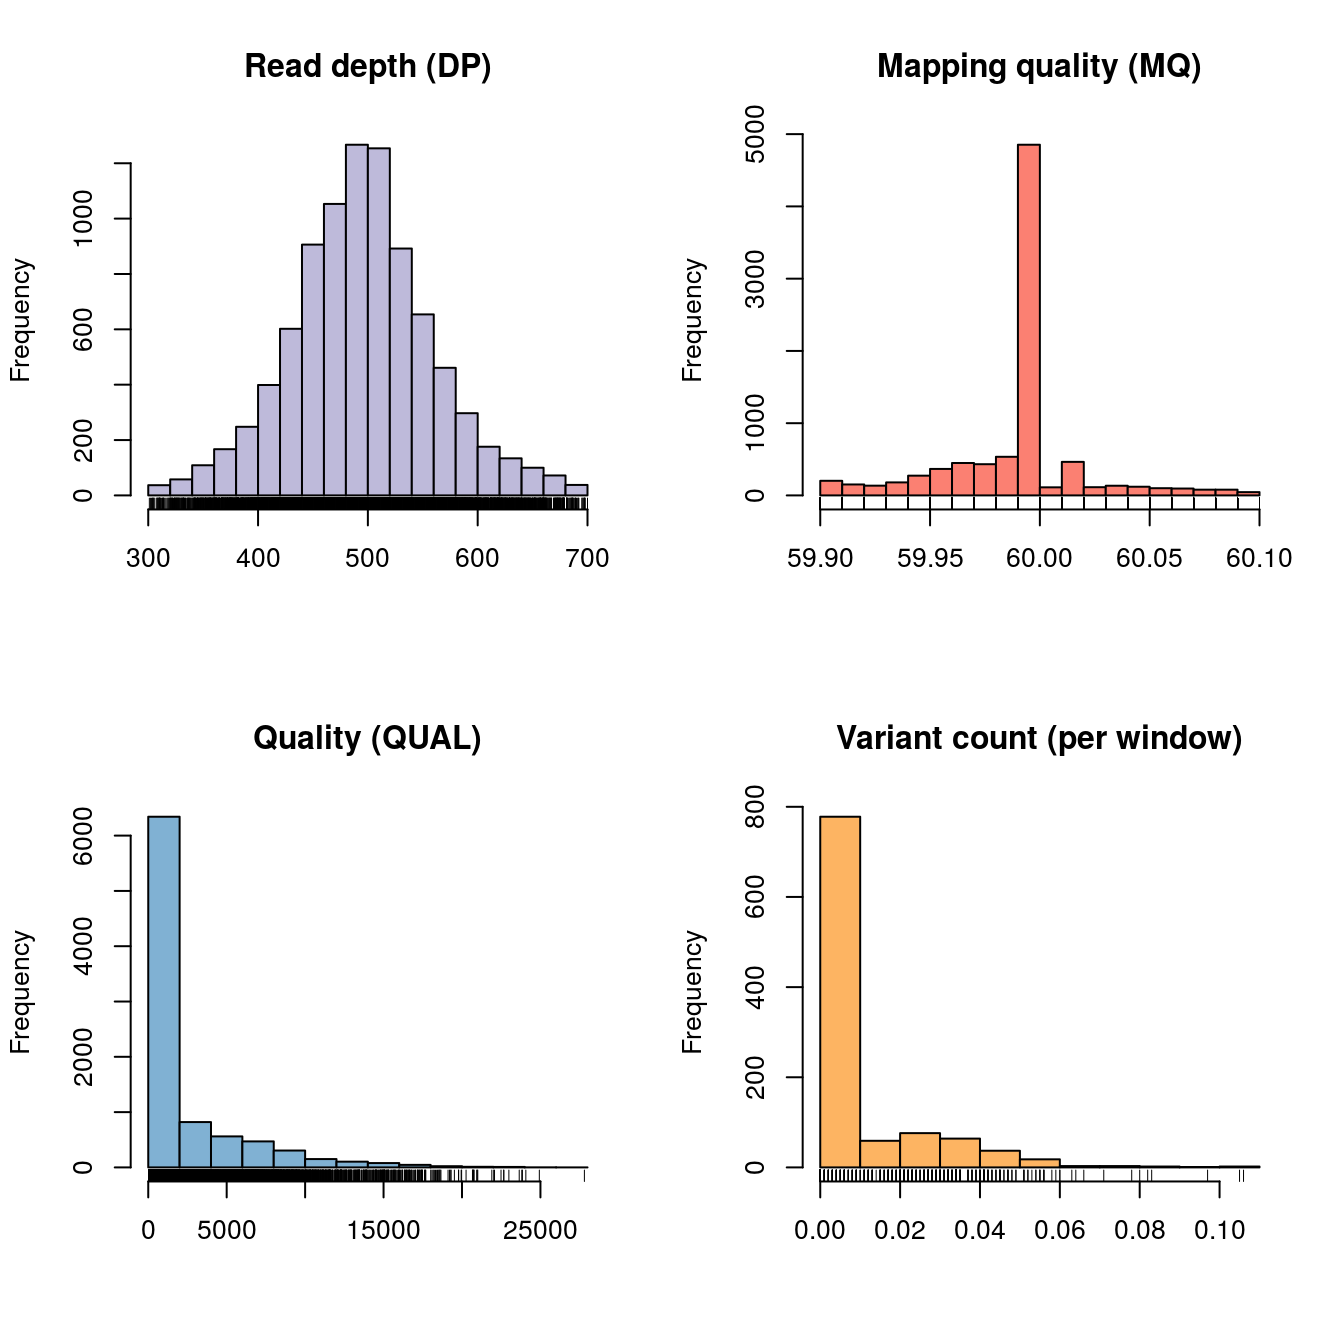 Read depth (DP)
Frequency
0
200
600
1000
300 400 500 600 700
Mapping quality (MQ)
Frequency
0
1000
3000
5000
59.90 59.95 60.00 60.05 60.10
Quality (QUAL)
Frequency
0
2000
4000
6000
0 5000 15000 25000
Variant count (per window)
Frequency
0
200
400
600
800
0.00 0.02 0.04 0.06 0.08 0.10